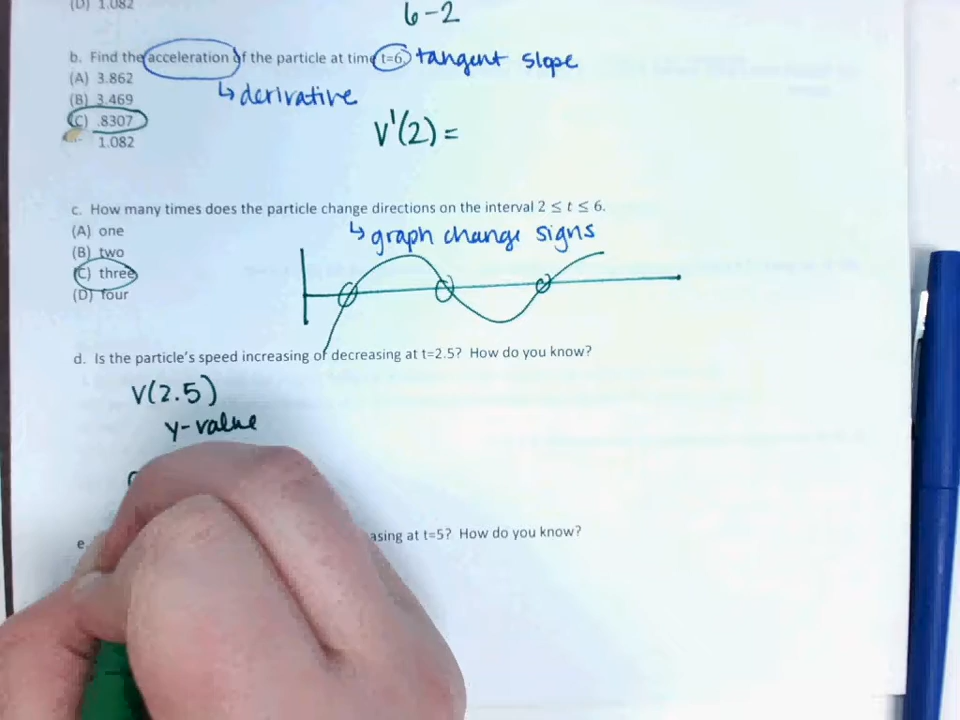 (D) 1.082
6-2
b. Find the acceleration of the particle at time t=6. tangent slope
(A) 3.862
(B) 3.469
↳ derivative
(C) .8307
V'(2) =
1.082
c. How many times does the particle change directions on the interval 2 ≤ t ≤ 6.
(A) one
↳ graph change signs
(B) two
(C) three
(D) four
d. Is the particle's speed increasing or decreasing at t=2.5? How do you know?
V(2.5)
y-value
e. asing at t=5? How do you know?